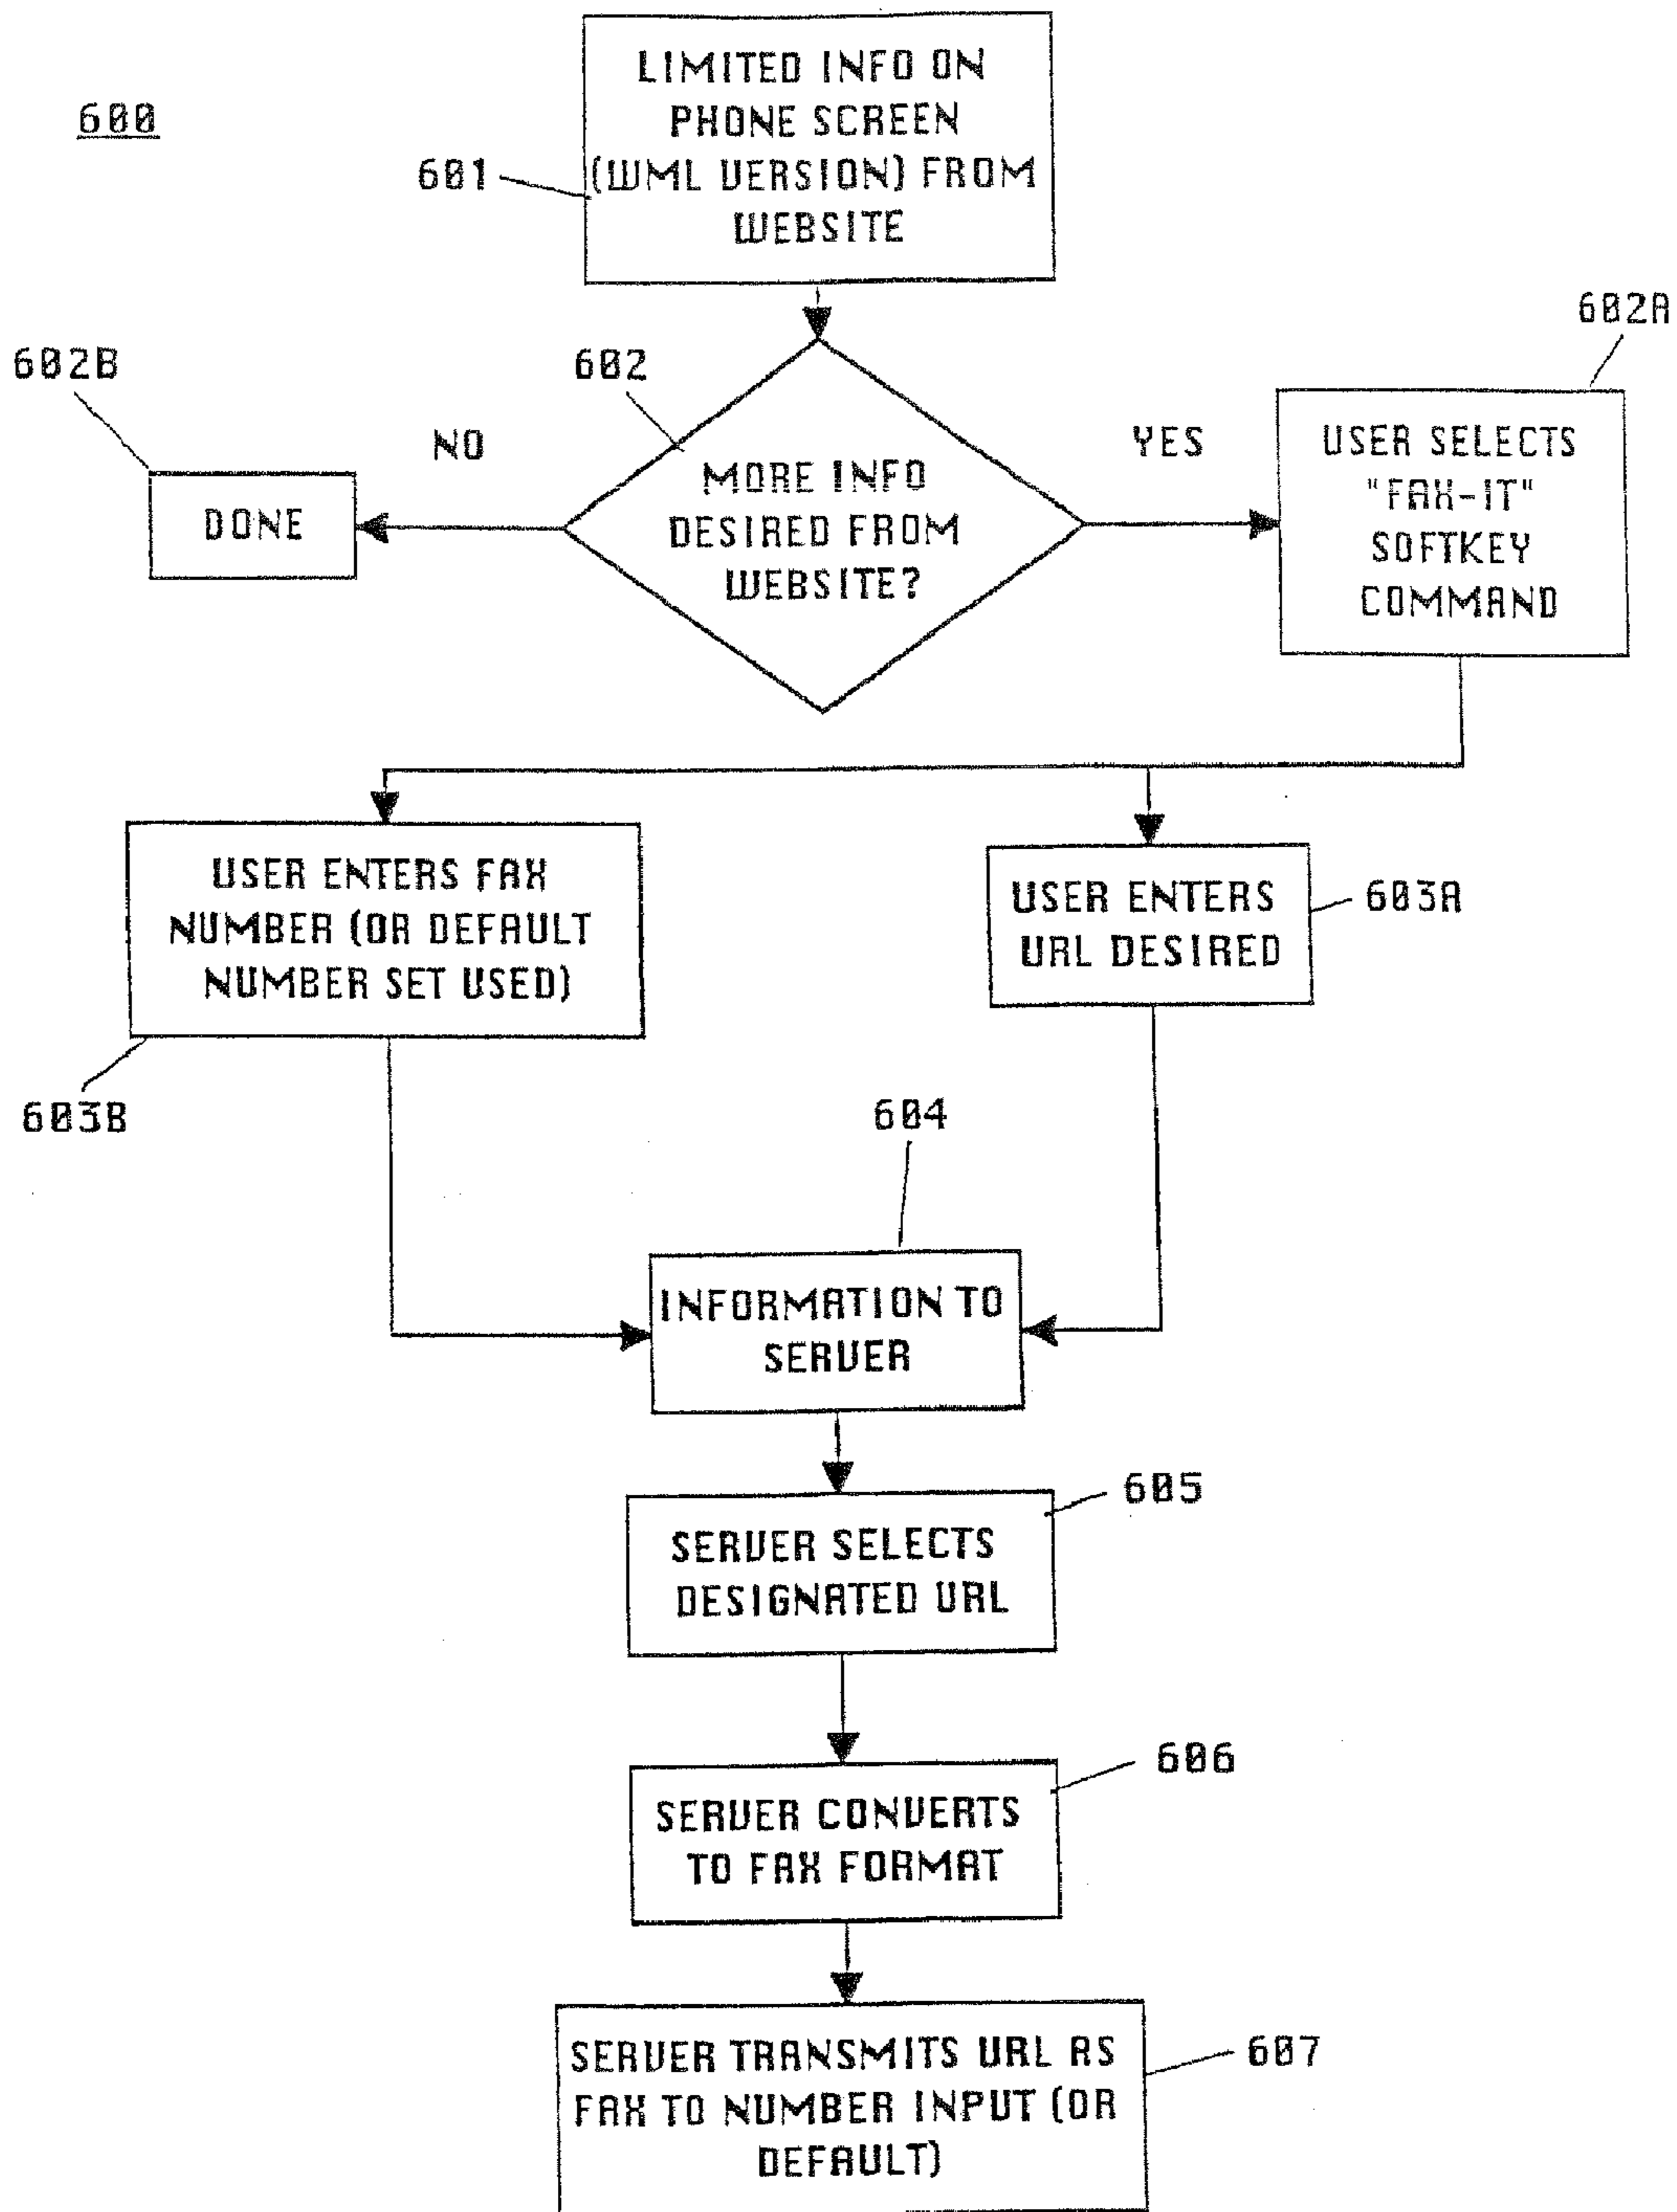 600
LIMITED INFO ON
PHONE SCREEN
(WML VERSION) FROM
WEBSITE
601
602
602A
602B
NO
YES
DONE
MORE INFO
DESIRED FROM
WEBSITE?
USER SELECTS
"FAX-IT"
SOFTKEY
COMMAND
USER ENTERS FAX
NUMBER (OR DEFAULT
NUMBER SET USED)
603B
USER ENTERS
URL DESIRED
603A
604
INFORMATION TO
SERVER
605
SERVER SELECTS
DESIGNATED URL
606
SERVER CONVERTS
TO FAX FORMAT
607
SERVER TRANSMITS URL AS
FAX TO NUMBER INPUT (OR
DEFAULT)